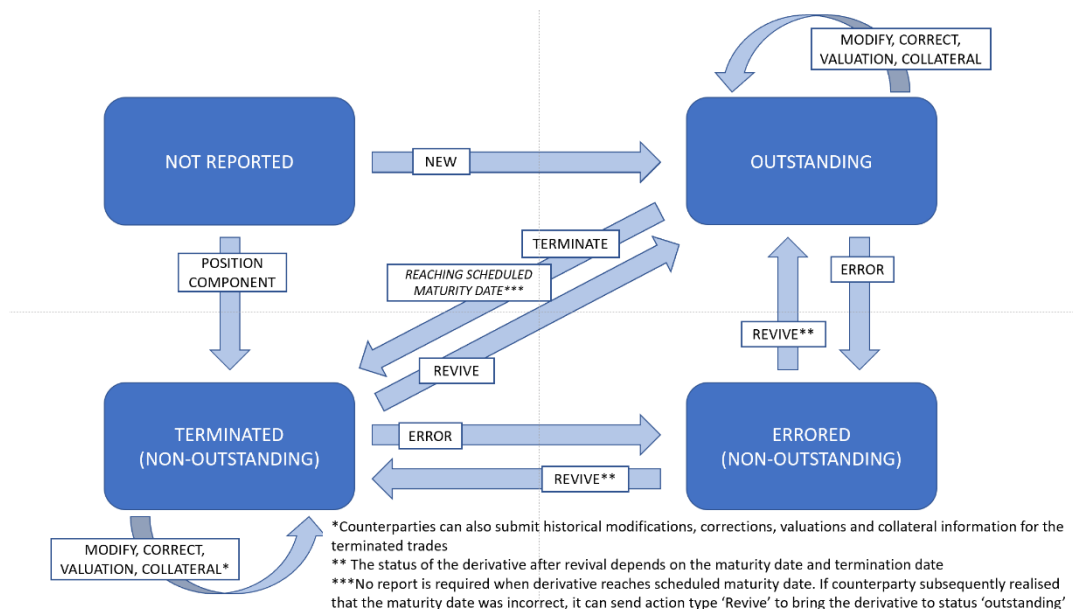 MODIFY, CORRECT,
VALUATION, COLLATERAL
NOT REPORTED
NEW
OUTSTANDING
TERMINATE
POSITION
COMPONENT
REACHING SCHEDULED
MATURITY DATE***
ERROR
REVIVE**
REVIVE
TERMINATED
(NON-OUTSTANDING)
ERROR
ERRORED
(NON-OUTSTANDING)
REVIVE**
MODIFY, CORRECT,
VALUATION, COLLATERAL*
*Counterparties can also submit historical modifications, corrections, valuations and collateral information for the
terminated trades
** The status of the derivative after revival depends on the maturity date and termination date
***No report is required when derivative reaches scheduled maturity date. If counterparty subsequently realised
that the maturity date was incorrect, it can send action type ‘Revive’ to bring the derivative to status ‘outstanding’